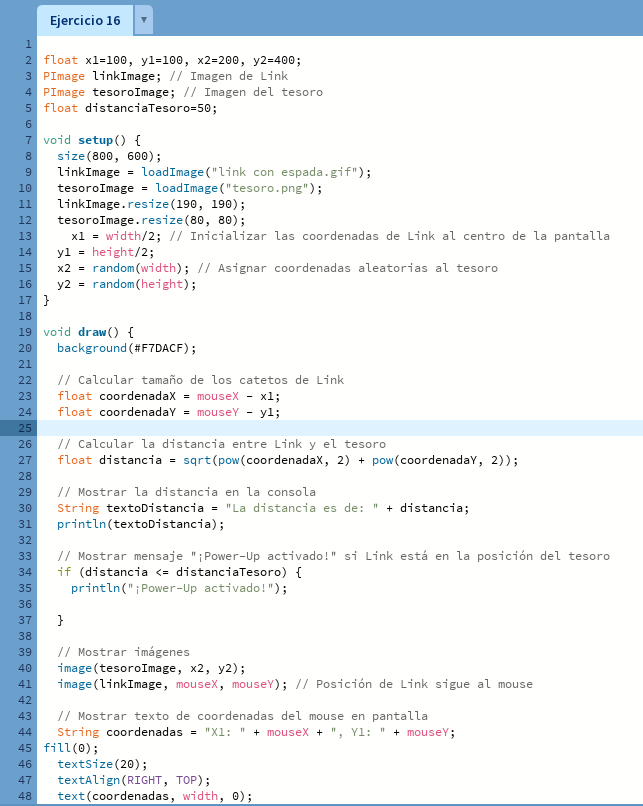 Ejercicio 16 ▼
1
2 float x1=100, y1=100, x2=200, y2=400;
3 PImage linkImage; // Imagen de Link
4 PImage tesoroImage; // Imagen del tesoro
5 float distanciaTesoro=50;
6
7 void setup() {
8   size(800, 600);
9   linkImage = loadImage("link con espada.gif");
10   tesoroImage = loadImage("tesoro.png");
11   linkImage.resize(190, 190);
12   tesoroImage.resize(80, 80);
13     x1 = width/2; // Inicializar las coordenadas de Link al centro de la pantalla
14   y1 = height/2;
15   x2 = random(width); // Asignar coordenadas aleatorias al tesoro
16   y2 = random(height);
17 }
18
19 void draw() {
20   background(#F7DACF);
21
22   // Calcular tamaño de los catetos de Link
23   float coordenadaX = mouseX - x1;
24   float coordenadaY = mouseY - y1;
25
26   // Calcular la distancia entre Link y el tesoro
27   float distancia = sqrt(pow(coordenadaX, 2) + pow(coordenadaY, 2));
28
29   // Mostrar la distancia en la consola
30   String textoDistancia = "La distancia es de: " + distancia;
31   println(textoDistancia);
32
33   // Mostrar mensaje "¡Power-Up activado!" si Link está en la posición del tesoro
34   if (distancia <= distanciaTesoro) {
35     println("¡Power-Up activado!");
36
37   }
38
39   // Mostrar imágenes
40   image(tesoroImage, x2, y2);
41   image(linkImage, mouseX, mouseY); // Posición de Link sigue al mouse
42
43   // Mostrar texto de coordenadas del mouse en pantalla
44   String coordenadas = "X1: " + mouseX + ", Y1: " + mouseY;
45 fill(0);
46   textSize(20);
47   textAlign(RIGHT, TOP);
48   text(coordenadas, width, 0);